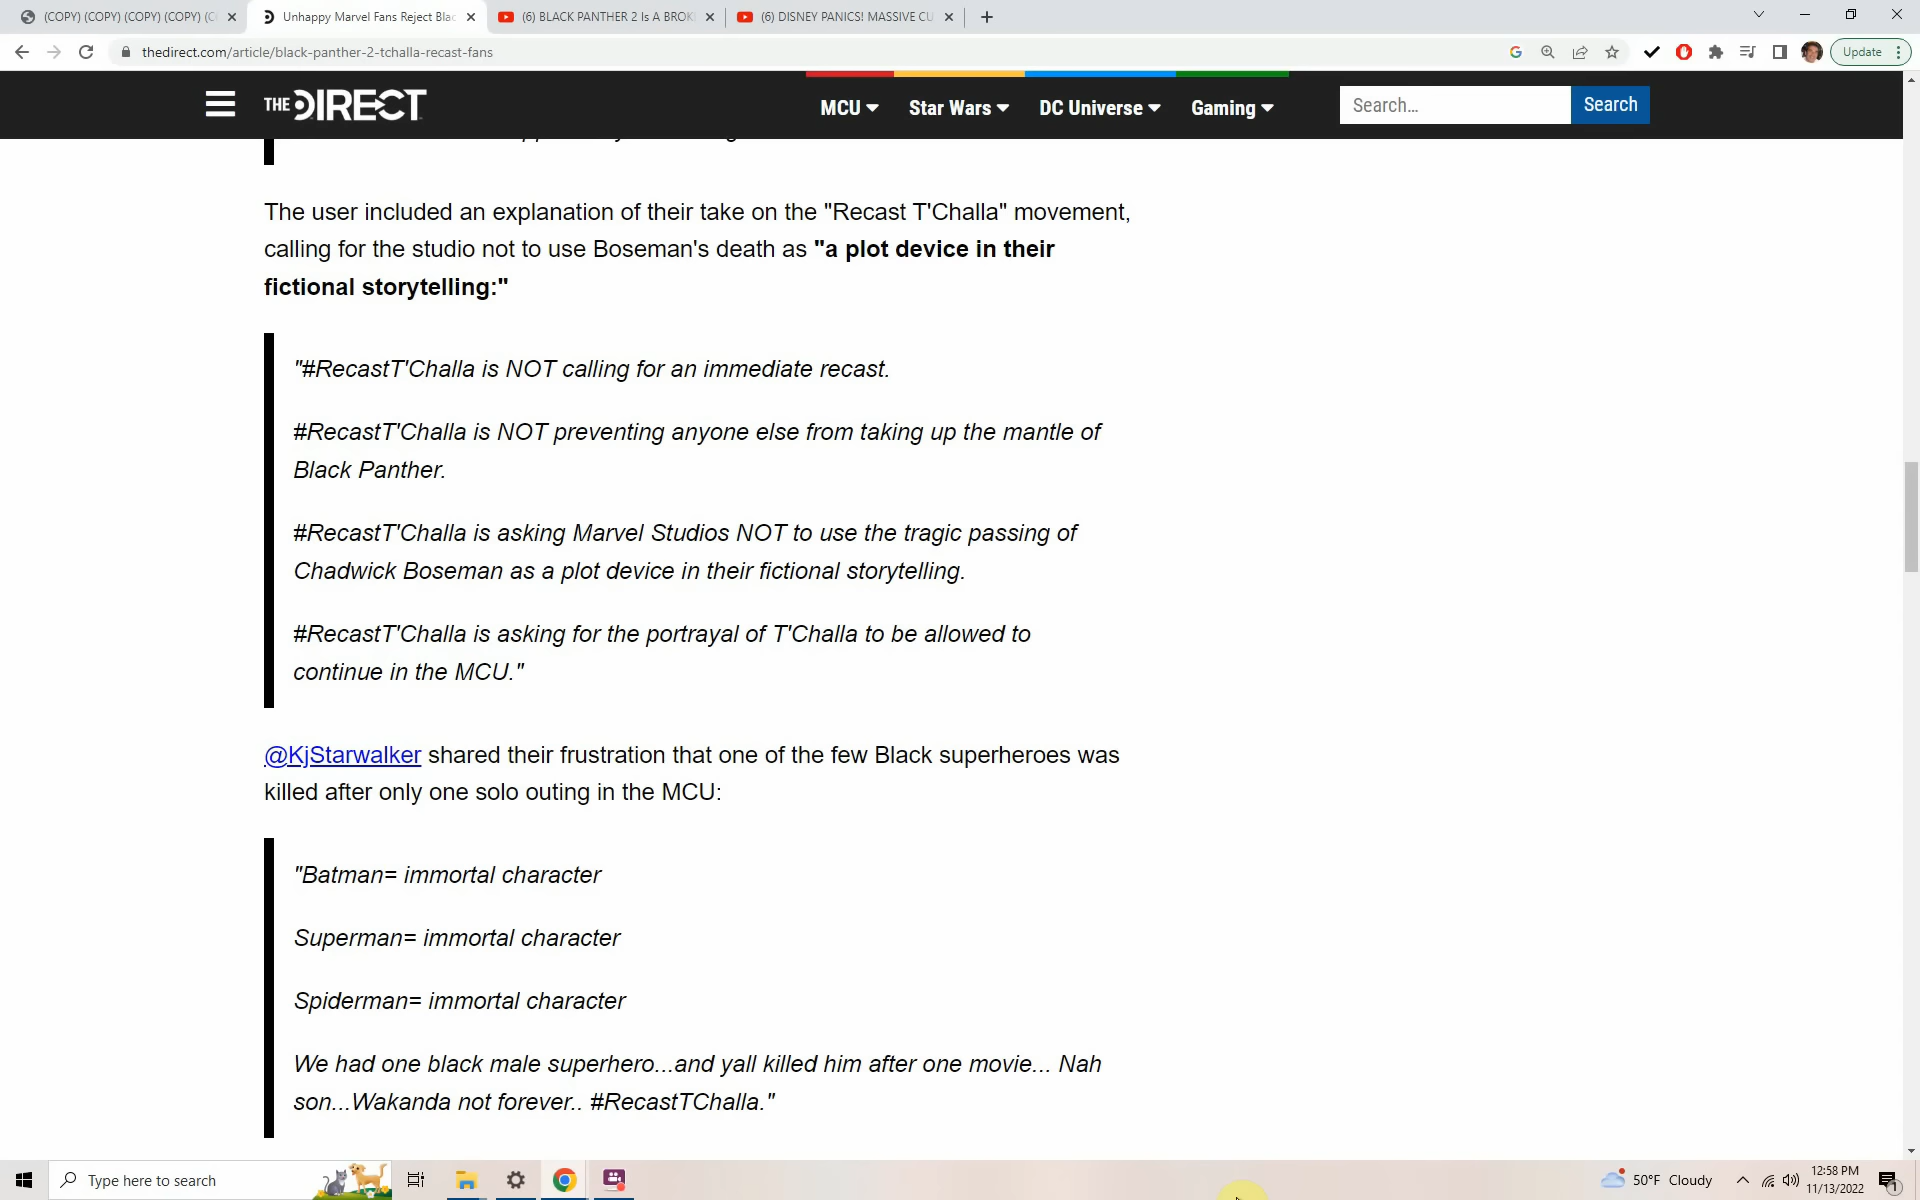 (COPY) (COPY) (COPY) (COPY) (C
Unhappy Marvel Fans Reject Blac
(6) BLACK PANTHER 2 Is A BROK
(6) DISNEY PANICS! MASSIVE CU
thedirect.com/article/black-panther-2-tchalla-recast-fans
Update
THE DIRECT
MCU
Star Wars
DC Universe
Gaming
Search...
Search
The user included an explanation of their take on the "Recast T'Challa" movement,
calling for the studio not to use Boseman's death as "a plot device in their
fictional storytelling:"
"#RecastT'Challa is NOT calling for an immediate recast.
#RecastT'Challa is NOT preventing anyone else from taking up the mantle of
Black Panther.
#RecastT'Challa is asking Marvel Studios NOT to use the tragic passing of
Chadwick Boseman as a plot device in their fictional storytelling.
#RecastT'Challa is asking for the portrayal of T'Challa to be allowed to
continue in the MCU."
@KjStarwalker shared their frustration that one of the few Black superheroes was
killed after only one solo outing in the MCU:
"Batman= immortal character
Superman= immortal character
Spiderman= immortal character
We had one black male superhero...and yall killed him after one movie... Nah
son...Wakanda not forever.. #RecastTChalla."
Type here to search
50°F Cloudy
12:58 PM
11/13/2022
1